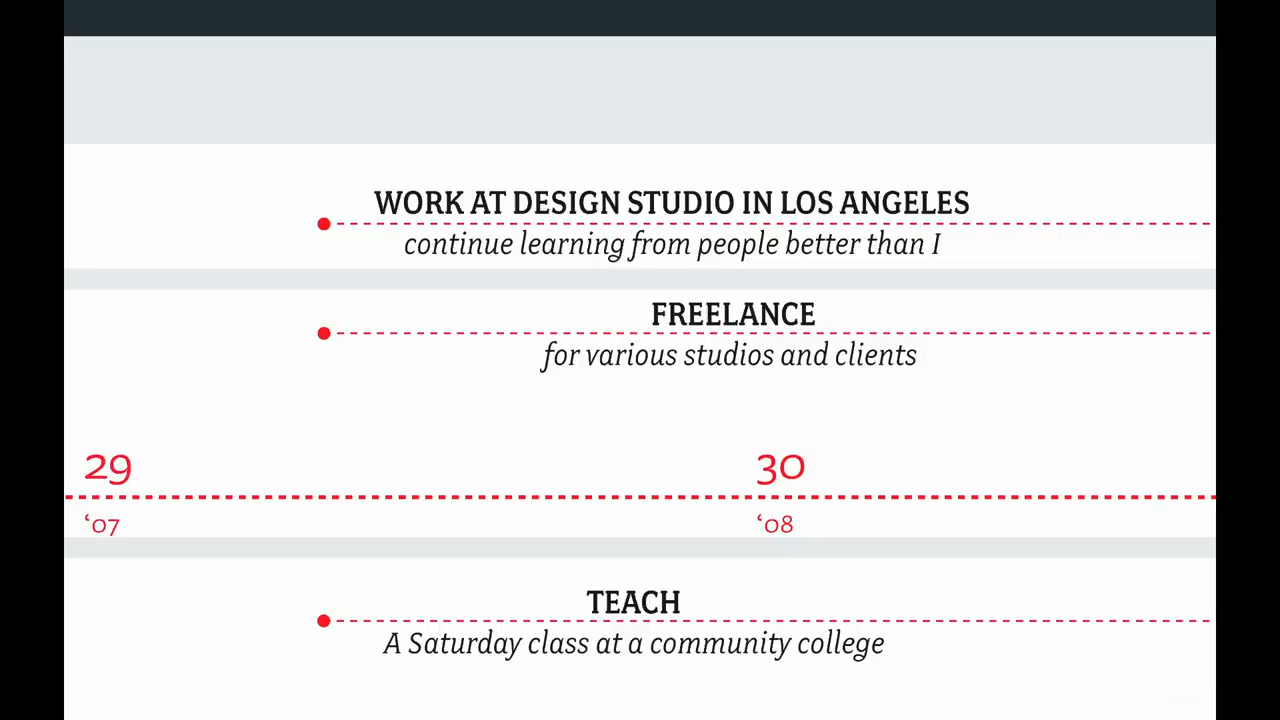 WORK AT DESIGN STUDIO IN LOS ANGELES
continue learning from people better than I
FREELANCE
for various studios and clients
29 30
‘07 ‘08
TEACH
A Saturday class at a community college